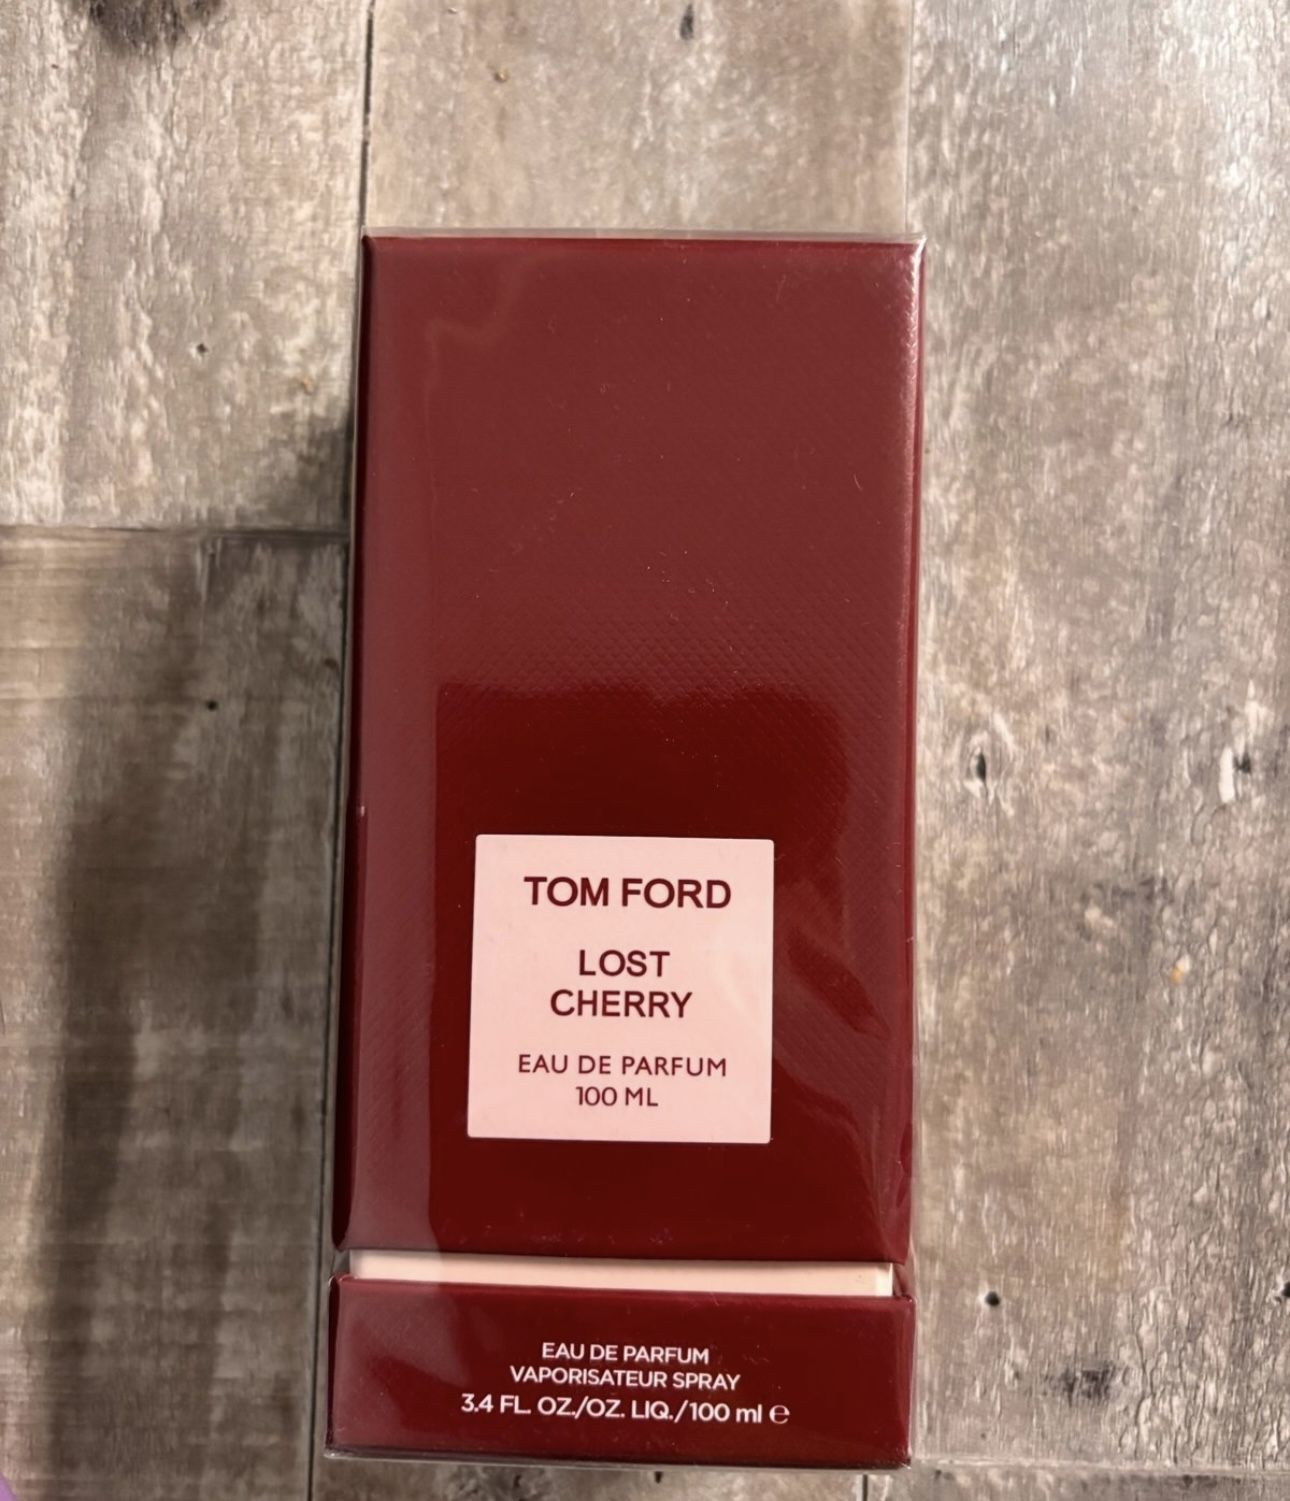 TOM FORD
LOST
CHERRY
EAU DE PARFUM
100 ML
EAU DE PARFUM
VAPORISATEUR SPRAY
3.4 FL. OZ./OZ. LIQ./100 ml ℮